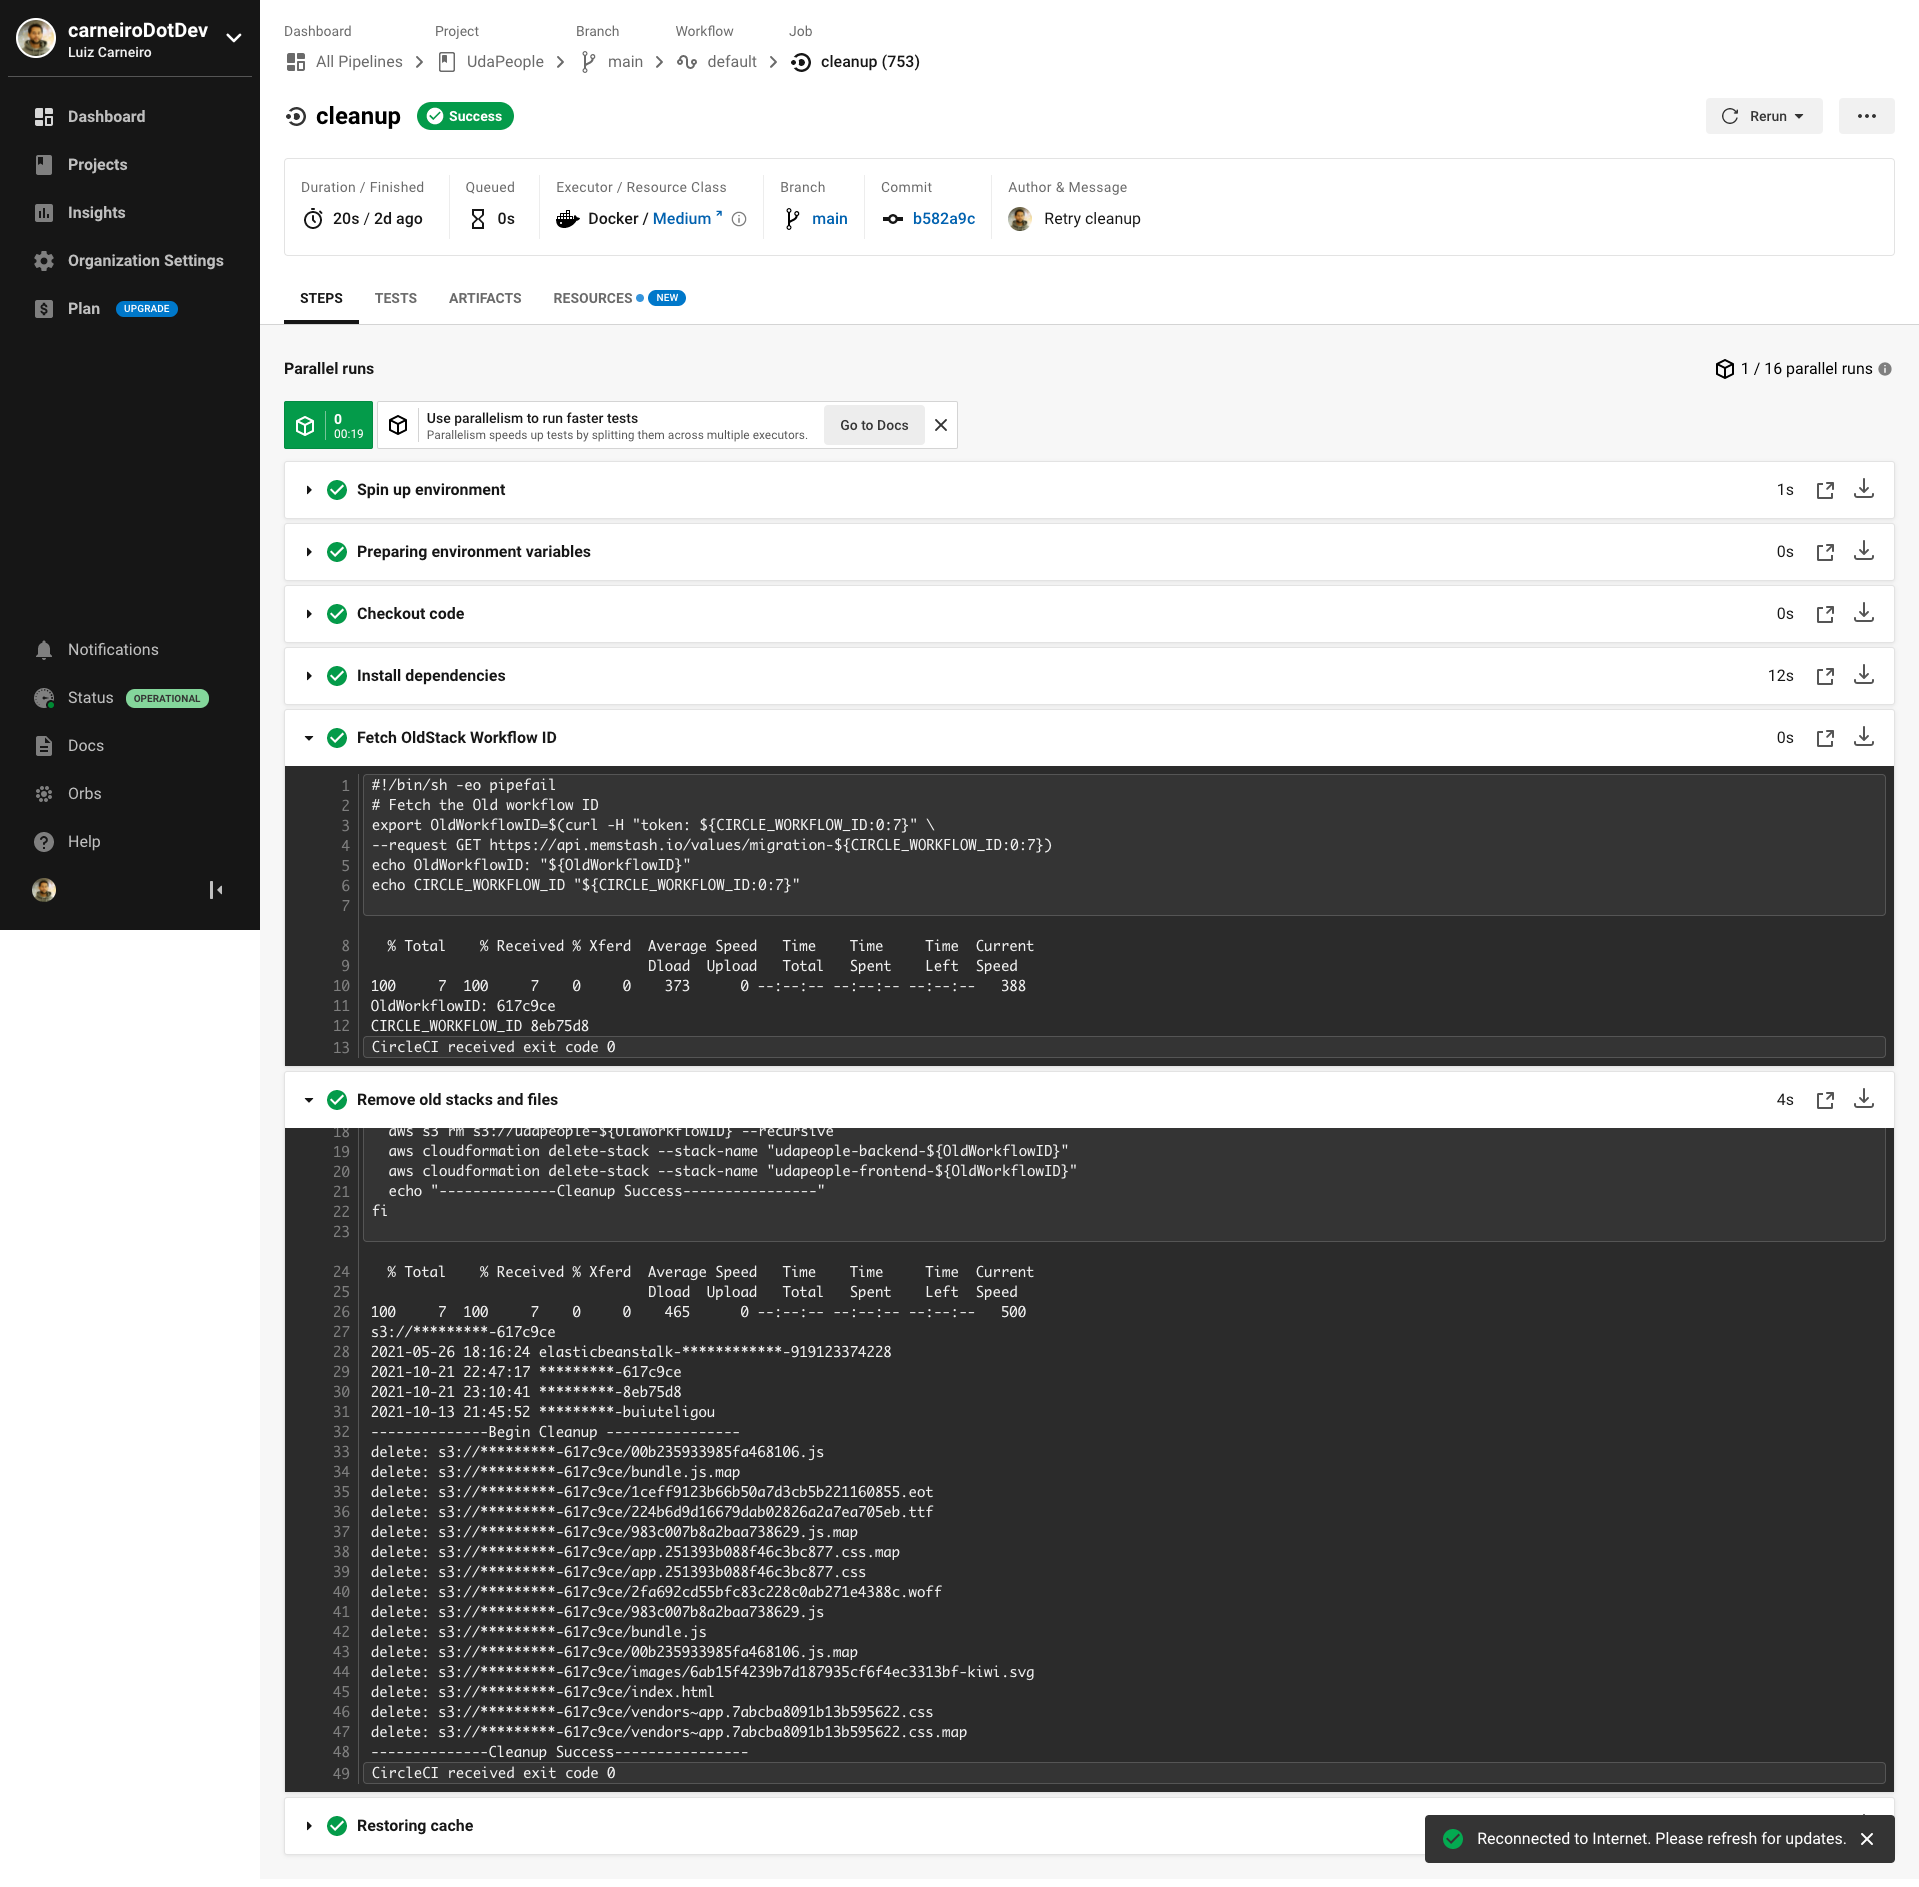 carneiroDotDev
Luiz Carneiro
Dashboard
Projects
Insights
Organization Settings
Plan UPGRADE
Notifications
Status OPERATIONAL
Docs
Orbs
Help
Dashboard Project Branch Workflow Job
All Pipelines UdaPeople main default cleanup (753)
cleanup Success
Rerun
Duration / Finished Queued Executor / Resource Class Branch Commit Author & Message
20s / 2d ago 0s Docker / Medium main b582a9c Retry cleanup
STEPS TESTS ARTIFACTS RESOURCES NEW
Parallel runs
1 / 16 parallel runs
0
00:19
Use parallelism to run faster tests
Parallelism speeds up tests by splitting them across multiple executors.
Go to Docs
Spin up environment 1s
Preparing environment variables 0s
Checkout code 0s
Install dependencies 12s
Fetch OldStack Workflow ID 0s
1 #!/bin/sh -eo pipefail
2 # Fetch the Old workflow ID
3 export OldWorkflowID=$(curl -H "token: ${CIRCLE_WORKFLOW_ID:0:7}" \
4 --request GET https://api.memstash.io/values/migration-${CIRCLE_WORKFLOW_ID:0:7})
5 echo OldWorkflowID: "${OldWorkflowID}"
6 echo CIRCLE_WORKFLOW_ID "${CIRCLE_WORKFLOW_ID:0:7}"
7
8 % Total % Received % Xferd Average Speed Time Time Time Current
9 Dload Upload Total Spent Left Speed
10 100 7 100 7 0 0 373 0 --:--:-- --:--:-- --:--:-- 388
11 OldWorkflowID: 617c9ce
12 CIRCLE_WORKFLOW_ID 8eb75d8
13 CircleCI received exit code 0
Remove old stacks and files 4s
18 aws s3 rm s3://udapeople-${OldWorkflowID} --recursive
19 aws cloudformation delete-stack --stack-name "udapeople-backend-${OldWorkflowID}"
20 aws cloudformation delete-stack --stack-name "udapeople-frontend-${OldWorkflowID}"
21 echo "--------------Cleanup Success----------------"
22 fi
23
24 % Total % Received % Xferd Average Speed Time Time Time Current
25 Dload Upload Total Spent Left Speed
26 100 7 100 7 0 0 465 0 --:--:-- --:--:-- --:--:-- 500
27 s3://*********-617c9ce
28 2021-05-26 18:16:24 elasticbeanstalk-************-919123374228
29 2021-10-21 22:47:17 *********-617c9ce
30 2021-10-21 23:10:41 *********-8eb75d8
31 2021-10-13 21:45:52 *********-buiuteligou
32 --------------Begin Cleanup ----------------
33 delete: s3://*********-617c9ce/00b235933985fa468106.js
34 delete: s3://*********-617c9ce/bundle.js.map
35 delete: s3://*********-617c9ce/1ceff9123b66b50a7d3cb5b221160855.eot
36 delete: s3://*********-617c9ce/224b6d9d16679dab02826a2a7ea705eb.ttf
37 delete: s3://*********-617c9ce/983c007b8a2baa738629.js.map
38 delete: s3://*********-617c9ce/app.251393b088f46c3bc877.css.map
39 delete: s3://*********-617c9ce/app.251393b088f46c3bc877.css
40 delete: s3://*********-617c9ce/2fa692cd55bfc83c228c0ab271e4388c.woff
41 delete: s3://*********-617c9ce/983c007b8a2baa738629.js
42 delete: s3://*********-617c9ce/bundle.js
43 delete: s3://*********-617c9ce/00b235933985fa468106.js.map
44 delete: s3://*********-617c9ce/images/6ab15f4239b7d187935cf6f4ec3313bf-kiwi.svg
45 delete: s3://*********-617c9ce/index.html
46 delete: s3://*********-617c9ce/vendors~app.7abcba8091b13b595622.css
47 delete: s3://*********-617c9ce/vendors~app.7abcba8091b13b595622.css.map
48 --------------Cleanup Success----------------
49 CircleCI received exit code 0
Restoring cache
Reconnected to Internet. Please refresh for updates.